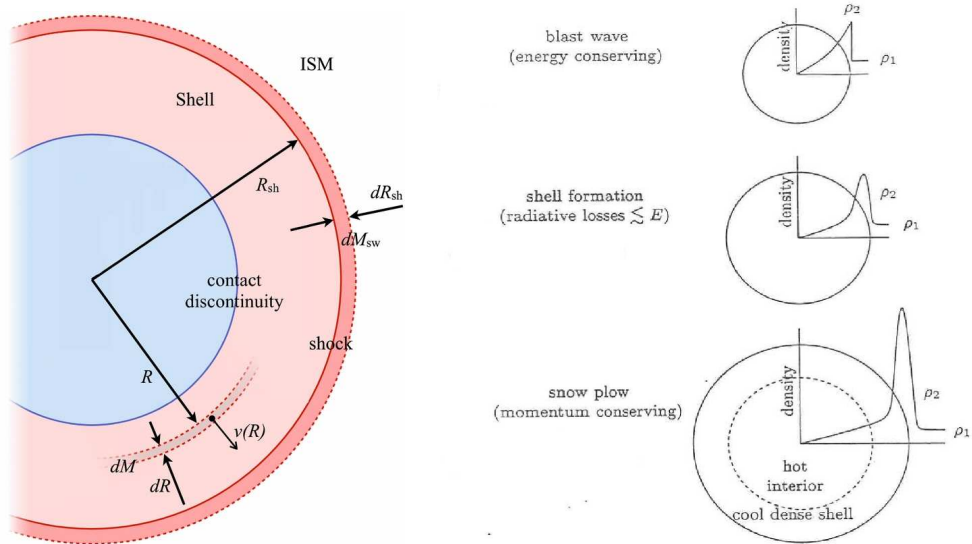 ISM
Shell
R_sh
dR_sh
dM_sw
contact
discontinuity
shock
R
v(R)
dM
dR
blast wave
(energy conserving)
density
ρ₂
ρ₁
shell formation
(radiative losses ≲ E)
density
ρ₂
ρ₁
snow plow
(momentum conserving)
density
ρ₂
ρ₁
hot
interior
cool dense shell